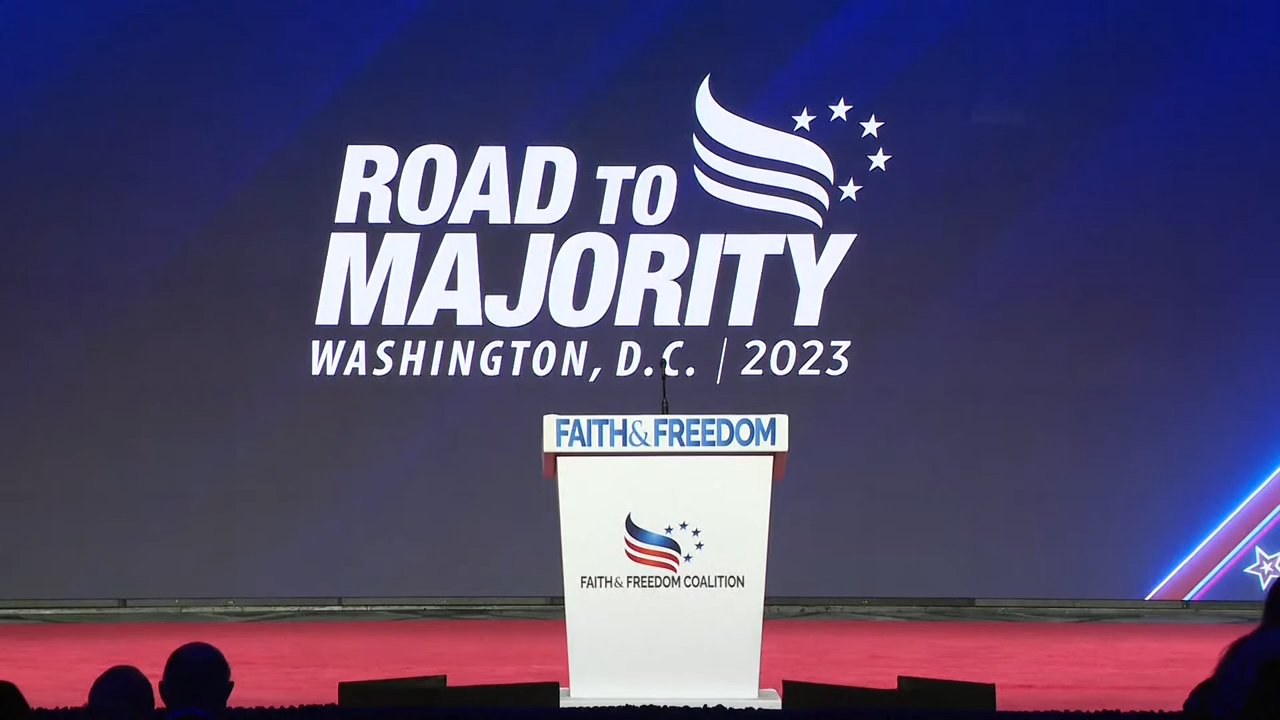 ROAD TO
MAJORITY
WASHINGTON, D.C. | 2023
FAITH & FREEDOM
FAITH & FREEDOM COALITION